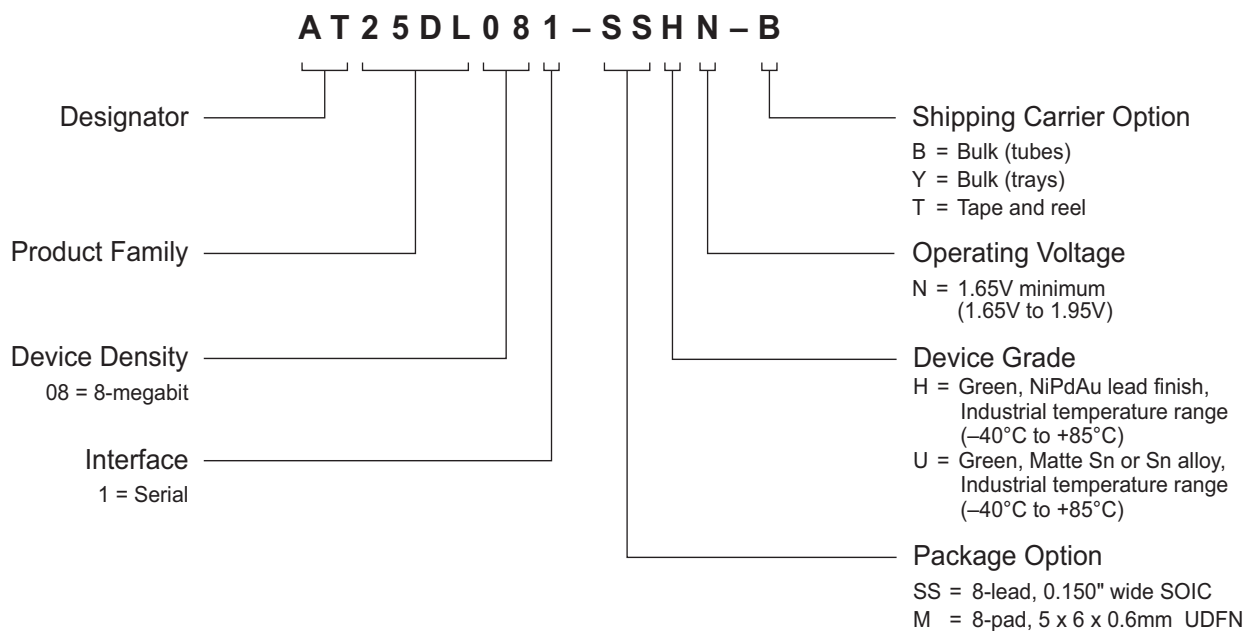 AT25DL081–SSHN–B
Designator
Product Family
Device Density
08 = 8-megabit
Interface
1 = Serial
Shipping Carrier Option
B = Bulk (tubes)
Y = Bulk (trays)
T = Tape and reel
Operating Voltage
N = 1.65V minimum
(1.65V to 1.95V)
Device Grade
H = Green, NiPdAu lead finish,
Industrial temperature range
(–40°C to +85°C)
U = Green, Matte Sn or Sn alloy,
Industrial temperature range
(–40°C to +85°C)
Package Option
SS = 8-lead, 0.150" wide SOIC
M = 8-pad, 5 x 6 x 0.6mm UDFN